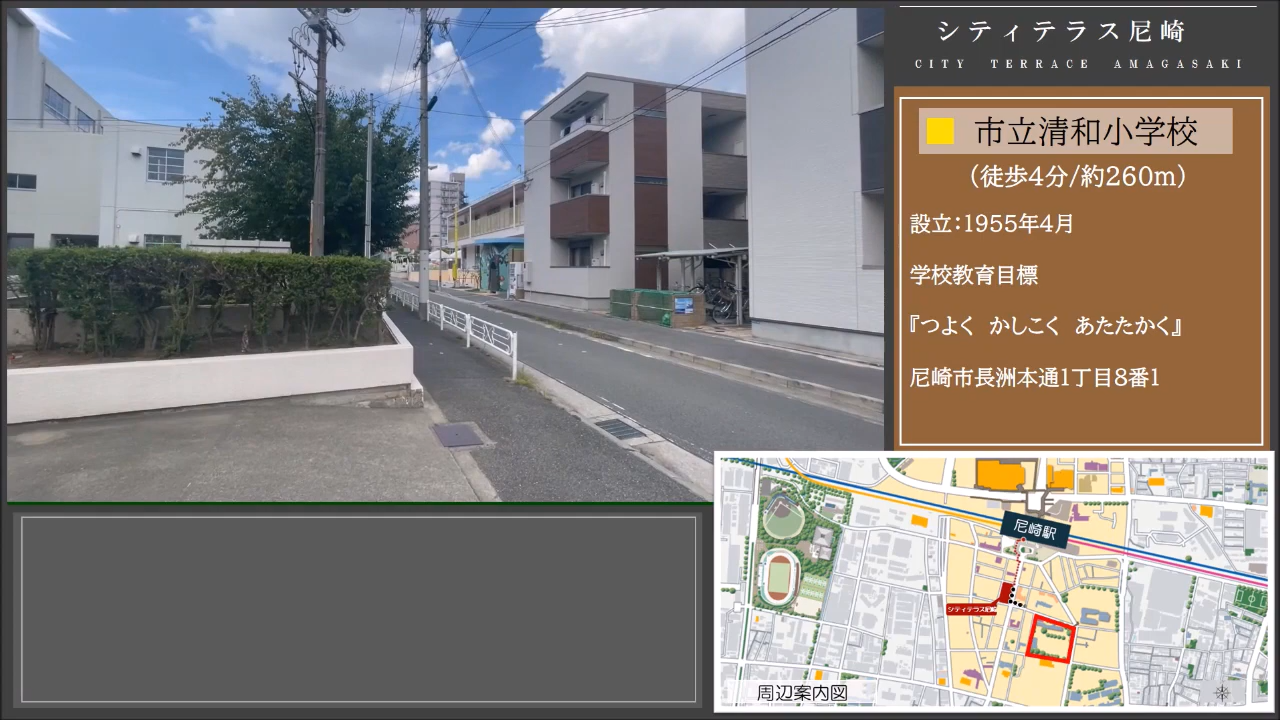 シティテラス尼崎
CITY TERRACE AMAGASAKI
市立清和小学校
（徒歩4分/約260m）
設立：1955年4月
学校教育目標
『つよく　かしこく　あたたかく』
尼崎市長洲本通1丁目8番1
尼崎駅
シティテラス尼崎
周辺案内図